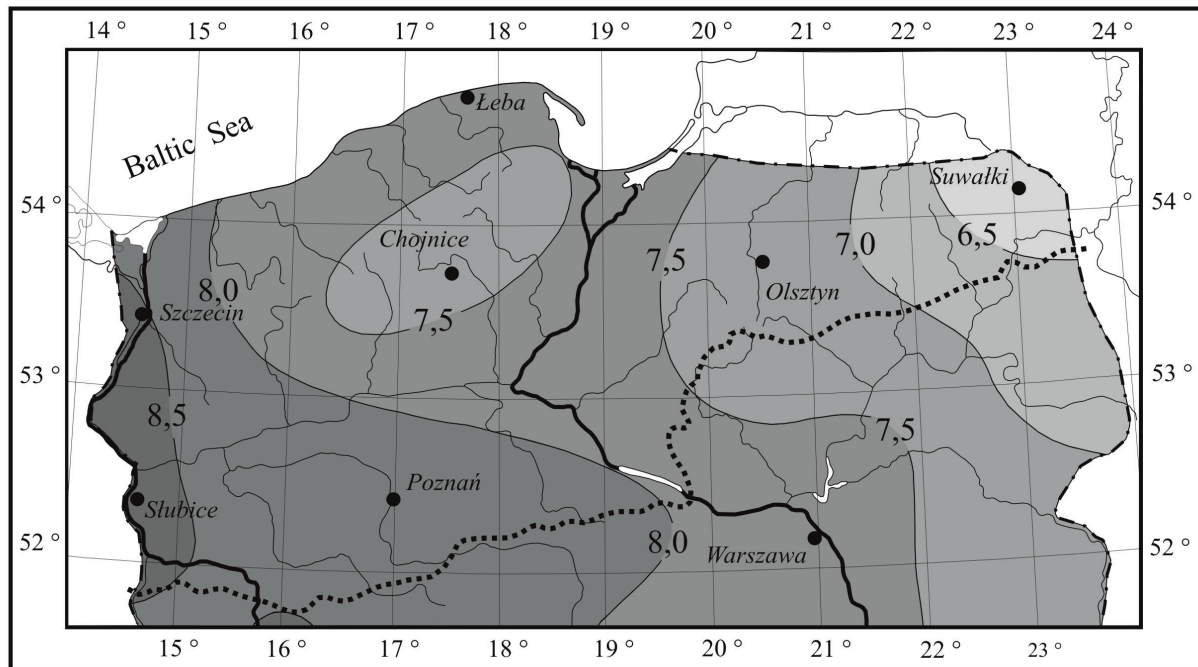 14 ° 15 ° 16 ° 17 ° 18 ° 19 ° 20 ° 21 ° 22 ° 23 ° 24 °
Łeba
Baltic Sea
Suwałki
54 ° 54 °
Chojnice
7,5 7,0 6,5
8,0 Olsztyn
Szczecin 7,5
53 ° 53 °
8,5 7,5
Poznań
Słubice
52 ° 8,0 Warszawa 52 °
15 ° 16 ° 17 ° 18 ° 19 ° 20 ° 21 ° 22 ° 23 °